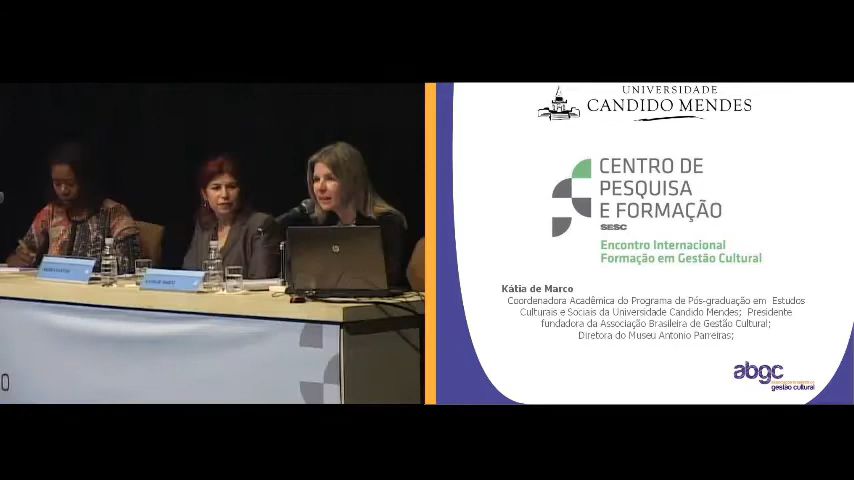 UNIVERSIDADE
CANDIDO MENDES
CENTRO DE
PESQUISA
E FORMAÇÃO
SESC
Encontro Internacional
Formação em Gestão Cultural
Kátia de Marco
Coordenadora Acadêmica do Programa de Pós-graduação em Estudos
Culturais e Sociais da Universidade Candido Mendes; Presidente
fundadora da Associação Brasileira de Gestão Cultural;
Diretora do Museu Antonio Parreiras;
abgc
gestão cultural
hp